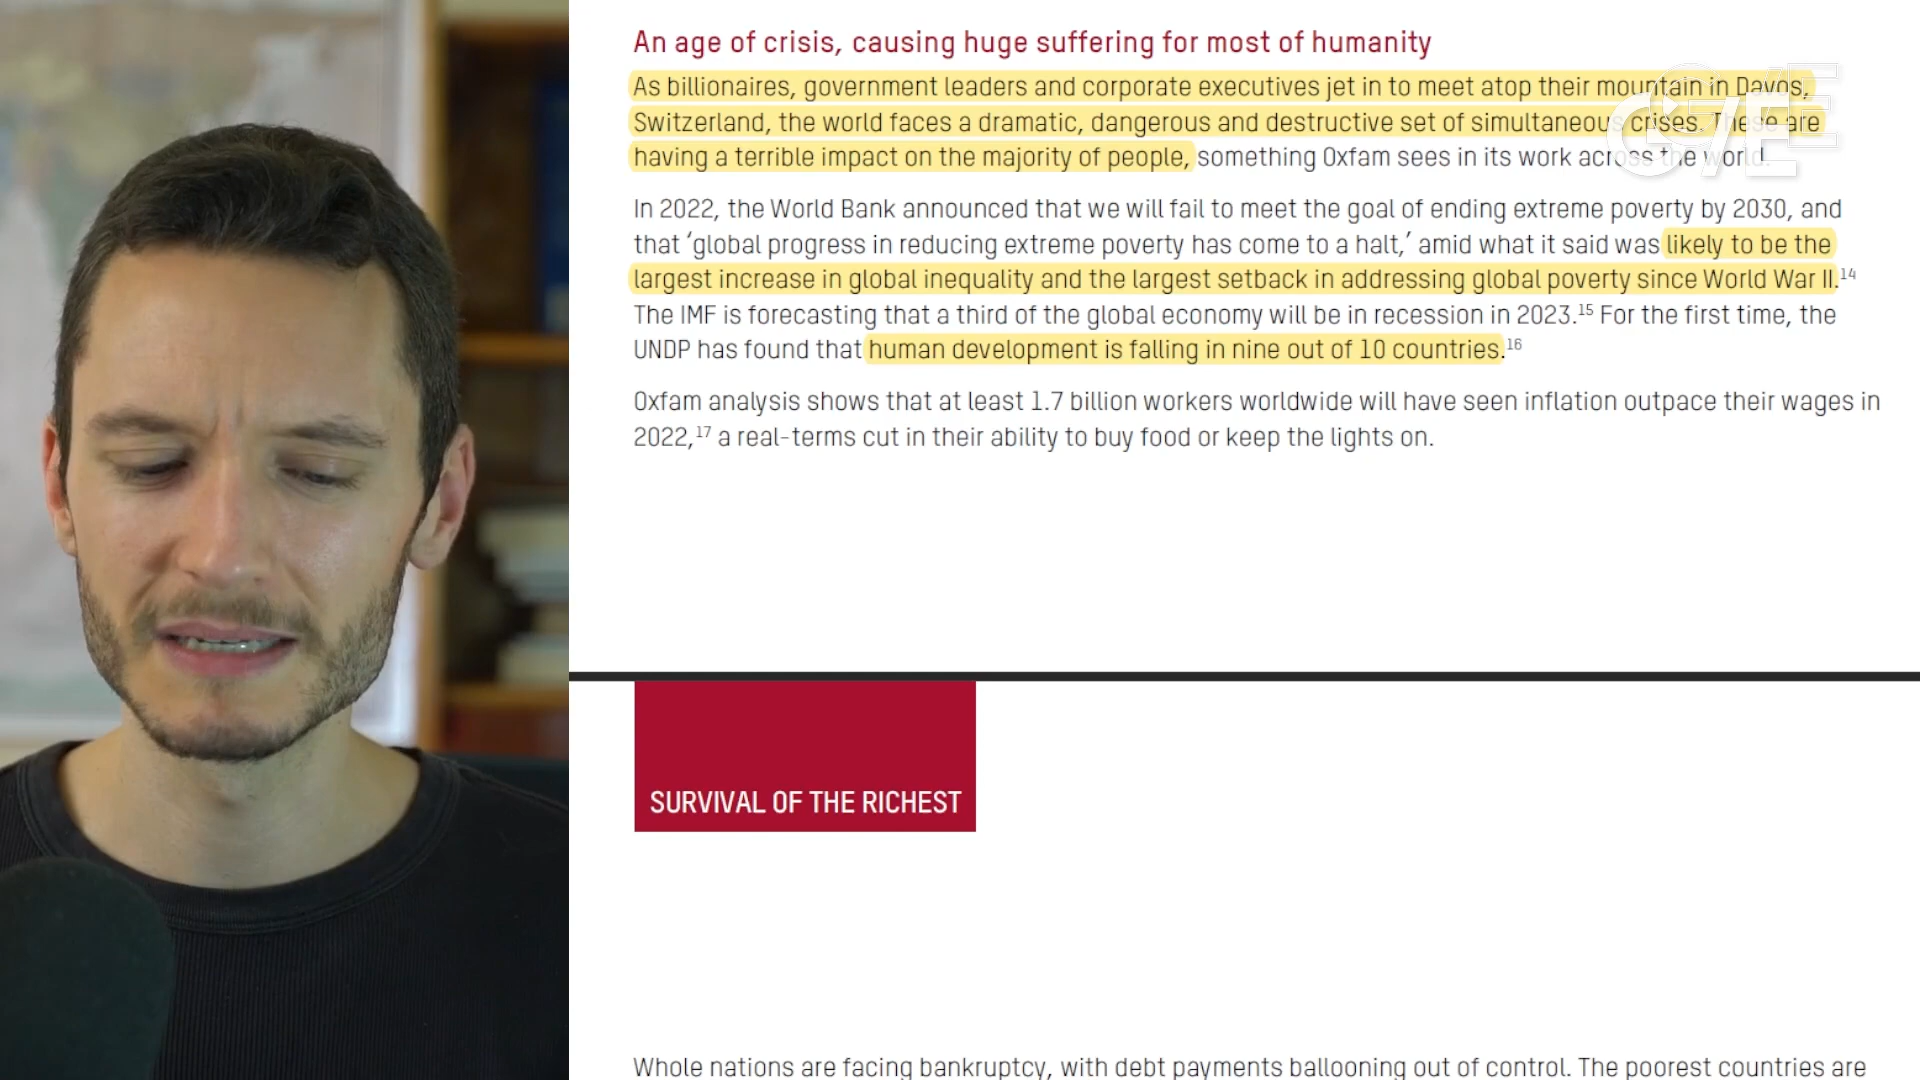 An age of crisis, causing huge suffering for most of humanity
As billionaires, government leaders and corporate executives jet in to meet atop their mountain in Davos,
Switzerland, the world faces a dramatic, dangerous and destructive set of simultaneous crises. These are
having a terrible impact on the majority of people, something Oxfam sees in its work across the world.
In 2022, the World Bank announced that we will fail to meet the goal of ending extreme poverty by 2030, and
that ‘global progress in reducing extreme poverty has come to a halt,’ amid what it said was likely to be the
largest increase in global inequality and the largest setback in addressing global poverty since World War II.14
The IMF is forecasting that a third of the global economy will be in recession in 2023.15 For the first time, the
UNDP has found that human development is falling in nine out of 10 countries.16
Oxfam analysis shows that at least 1.7 billion workers worldwide will have seen inflation outpace their wages in
2022,17 a real-terms cut in their ability to buy food or keep the lights on.
SURVIVAL OF THE RICHEST
Whole nations are facing bankruptcy, with debt payments ballooning out of control. The poorest countries are